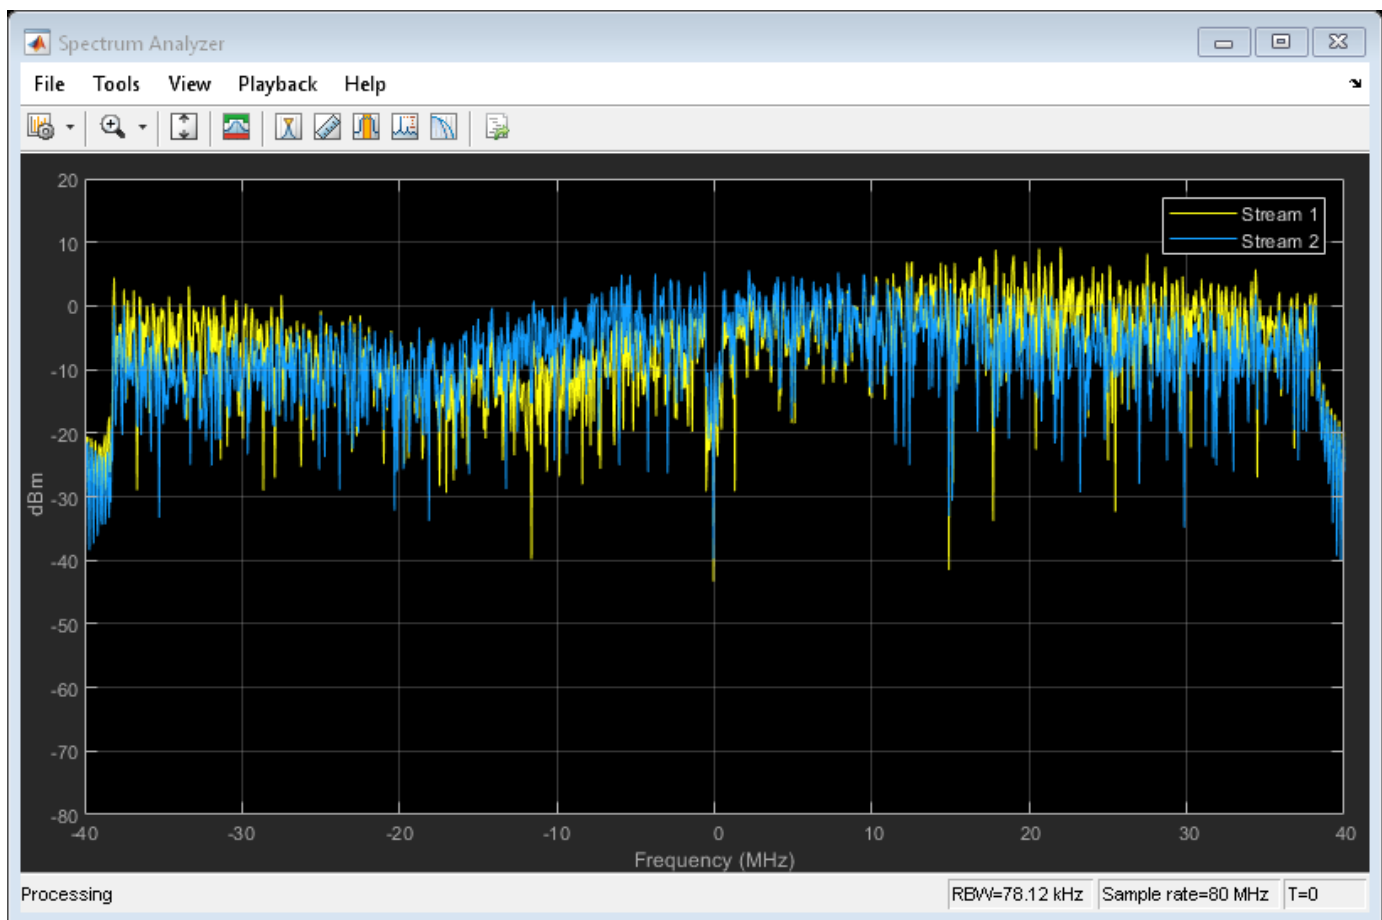 Spectrum Analyzer
File Tools View Playback Help
20
10
0
-10
-20
-30
-40
-50
-60
-70
-80
dBm
Stream 1
Stream 2
-40 -30 -20 -10 0 10 20 30 40
Frequency (MHz)
Processing RBW=78.12 kHz Sample rate=80 MHz T=0